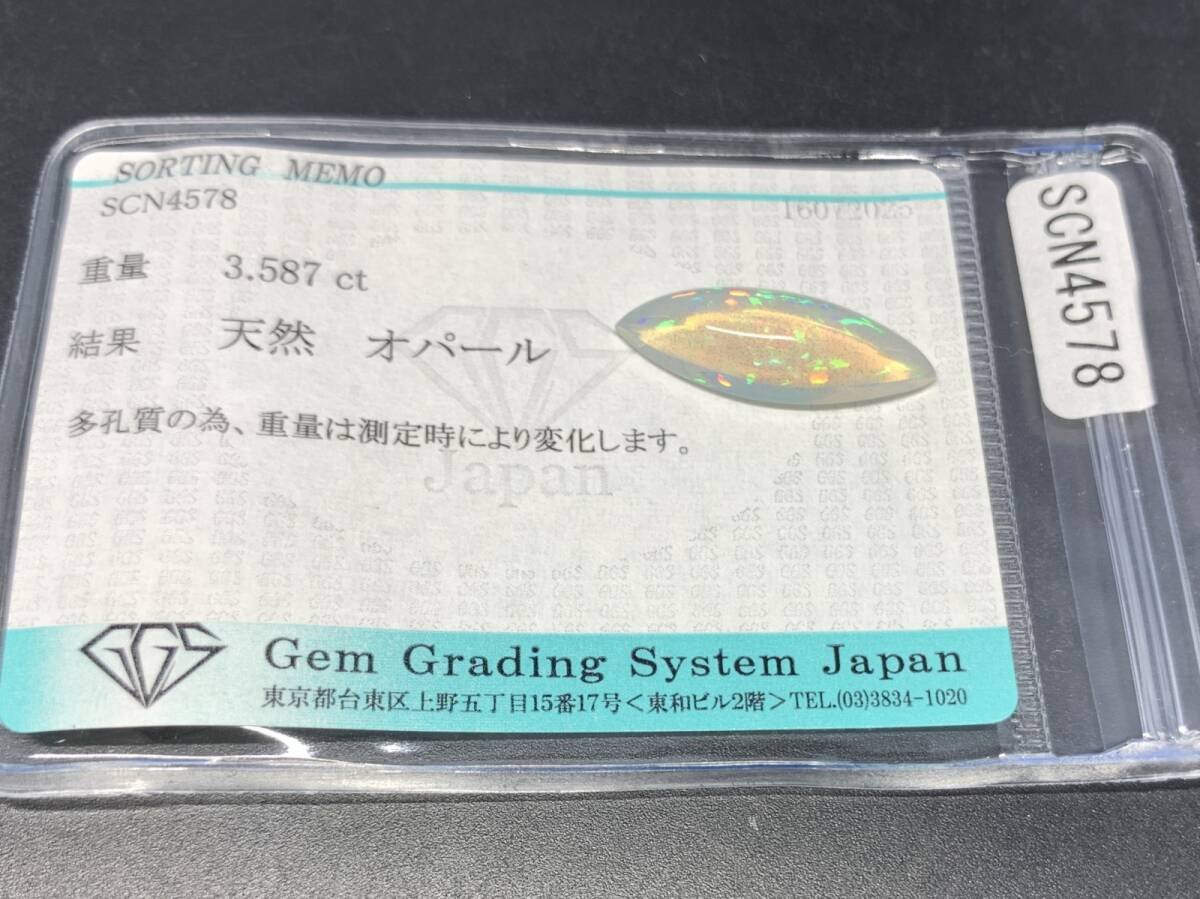 SORTING MEMO
SCN4578 16072025
重量 3.587 ct
結果 天然 オパール
多孔質の為、重量は測定時により変化します。
Japan
GGS Gem Grading System Japan
東京都台東区上野五丁目15番17号＜東和ビル2階＞TEL.(03)3834-1020
SCN4578